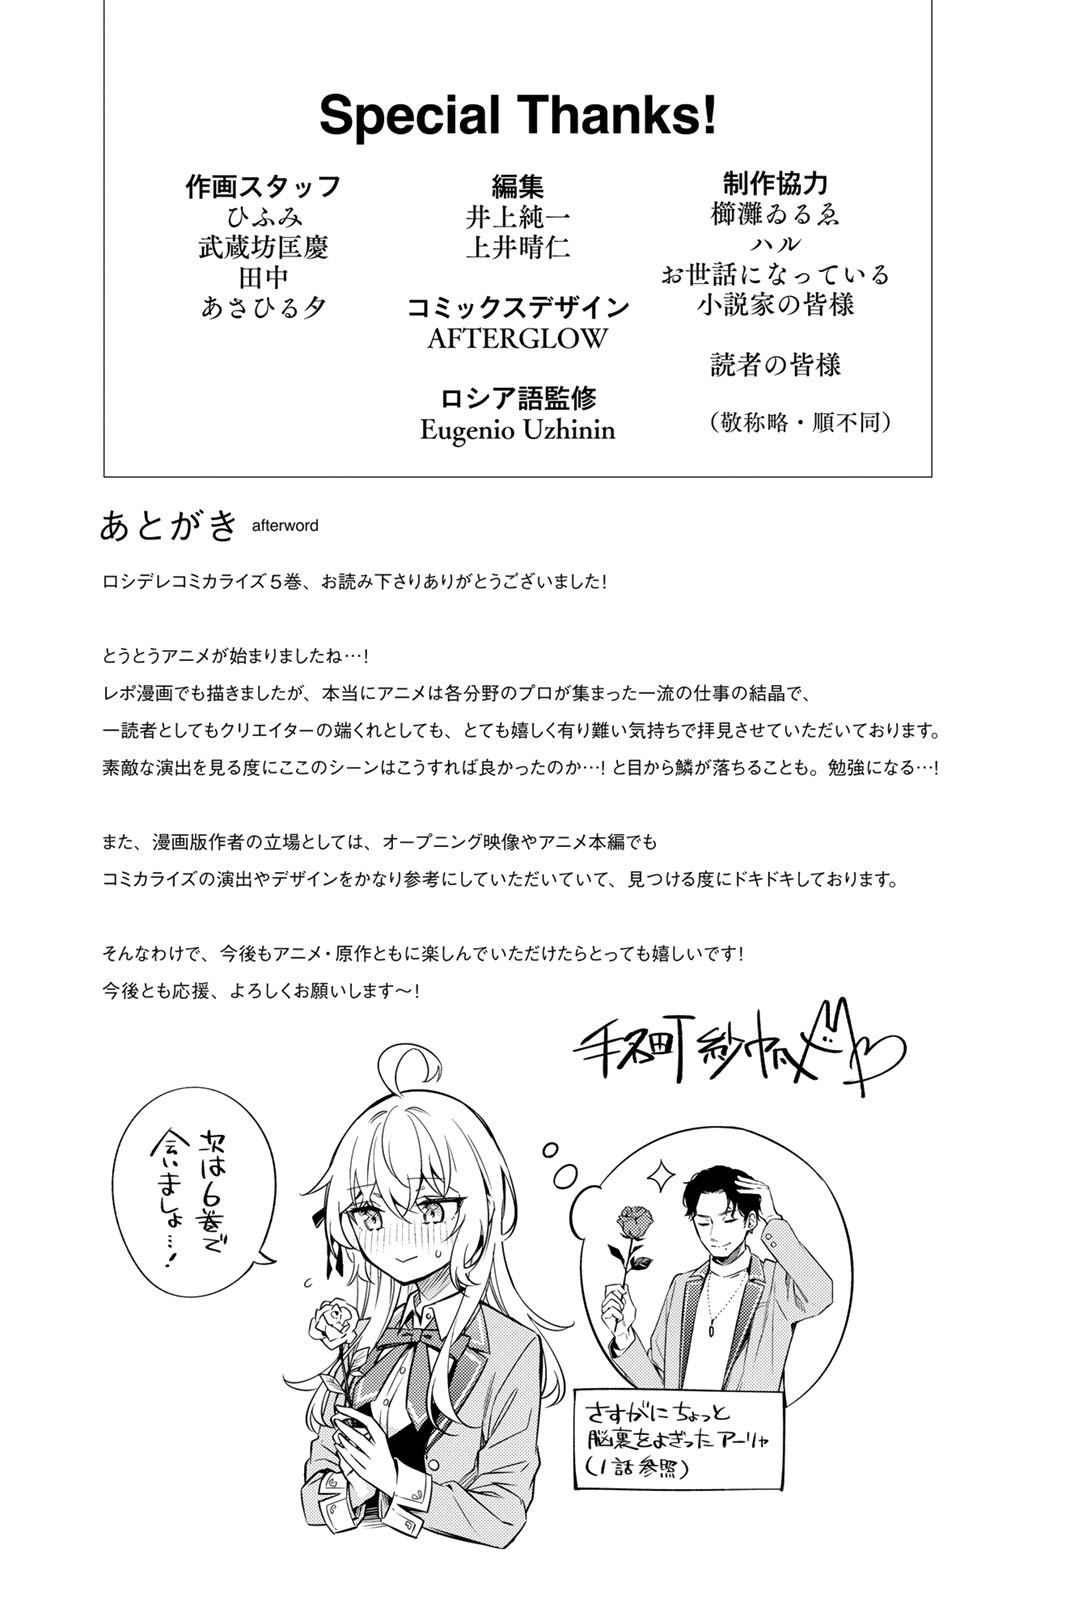 Special Thanks!
作画スタッフ
ひふみ
武蔵坊匡慶
田中
あさひる夕
編集
井上純一
上井晴仁
コミックスデザイン
AFTERGLOW
ロシア語監修
Eugenio Uzhinin
制作協力
櫛灘ゐるゑ
ハル
お世話になっている
小説家の皆様
読者の皆様
（敬称略・順不同）
あとがき afterword
ロシデレコミカライズ5巻、お読み下さりありがとうございました!
とうとうアニメが始まりましたね…!
レポ漫画でも描きましたが、本当にアニメは各分野のプロが集まった一流の仕事の結晶で、
一読者としてもクリエイターの端くれとしても、とても嬉しく有り難い気持ちで拝見させていただいております。
素敵な演出を見る度にここのシーンはこうすれば良かったのか…! と目から鱗が落ちることも。勉強になる…!
また、漫画版作者の立場としては、オープニング映像やアニメ本編でも
コミカライズの演出やデザインをかなり参考にしていただいていて、見つける度にドキドキしております。
そんなわけで、今後もアニメ・原作ともに楽しんでいただけたらとっても嬉しいです!
今後とも応援、よろしくお願いします〜!
手名町紗帆
次は6巻で
会いましょ…!
さすがにちょっと
脳裏をよぎったアーリャ
(1話参照)